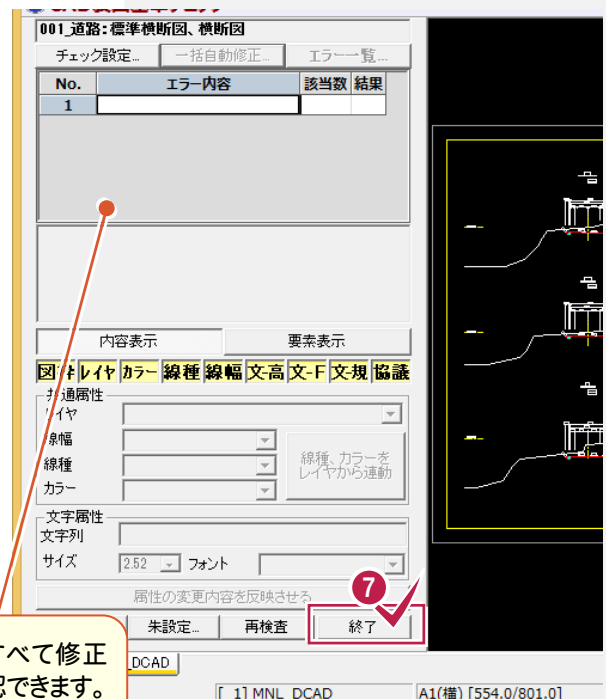 001_道路:標準横断図、横断図
チェック設定... 一括自動修正... エラー一覧...
No. エラー内容 該当数 結果
1
内容表示 要素表示
図枠 レイヤ カラー 線種 線幅 文-高 文-F 文-規 協議
共通属性
レイヤ
線幅
線種
カラー
線種、カラーを
レイヤから連動
文字属性
文字列
サイズ 2.52 フォント
属性の変更内容を反映させる
7
朱設定... 再検査 終了
べて修正
認できます。
_DCAD
[ 1] MNL_DCAD A1(横) [554.0/801.0]